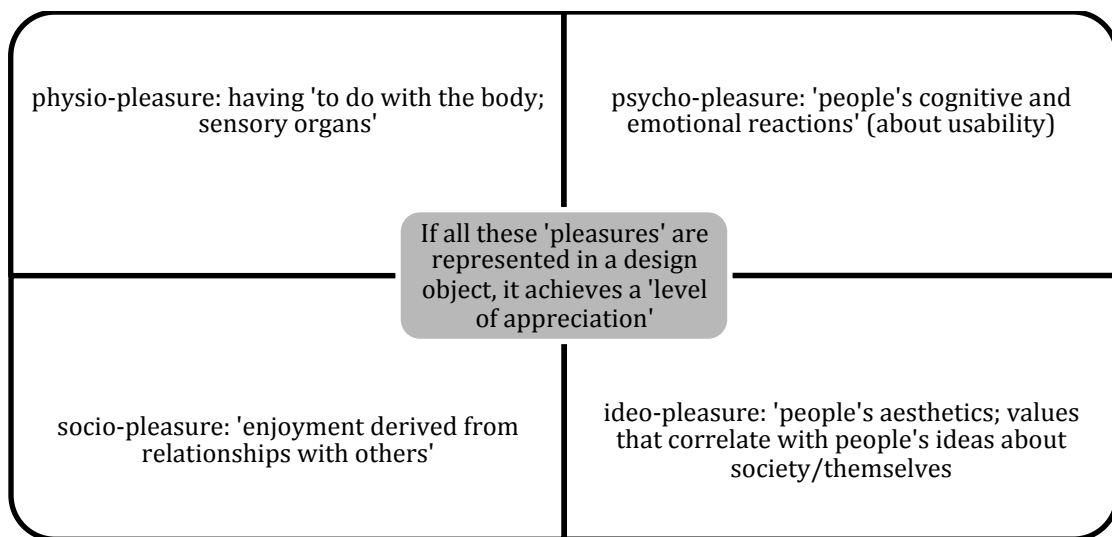 physio-pleasure: having 'to do with the body;
sensory organs'
psycho-pleasure: 'people's cognitive and
emotional reactions' (about usability)
If all these 'pleasures' are
represented in a design
object, it achieves a 'level
of appreciation'
socio-pleasure: 'enjoyment derived from
relationships with others'
ideo-pleasure: 'people's aesthetics; values
that correlate with people's ideas about
society/themselves